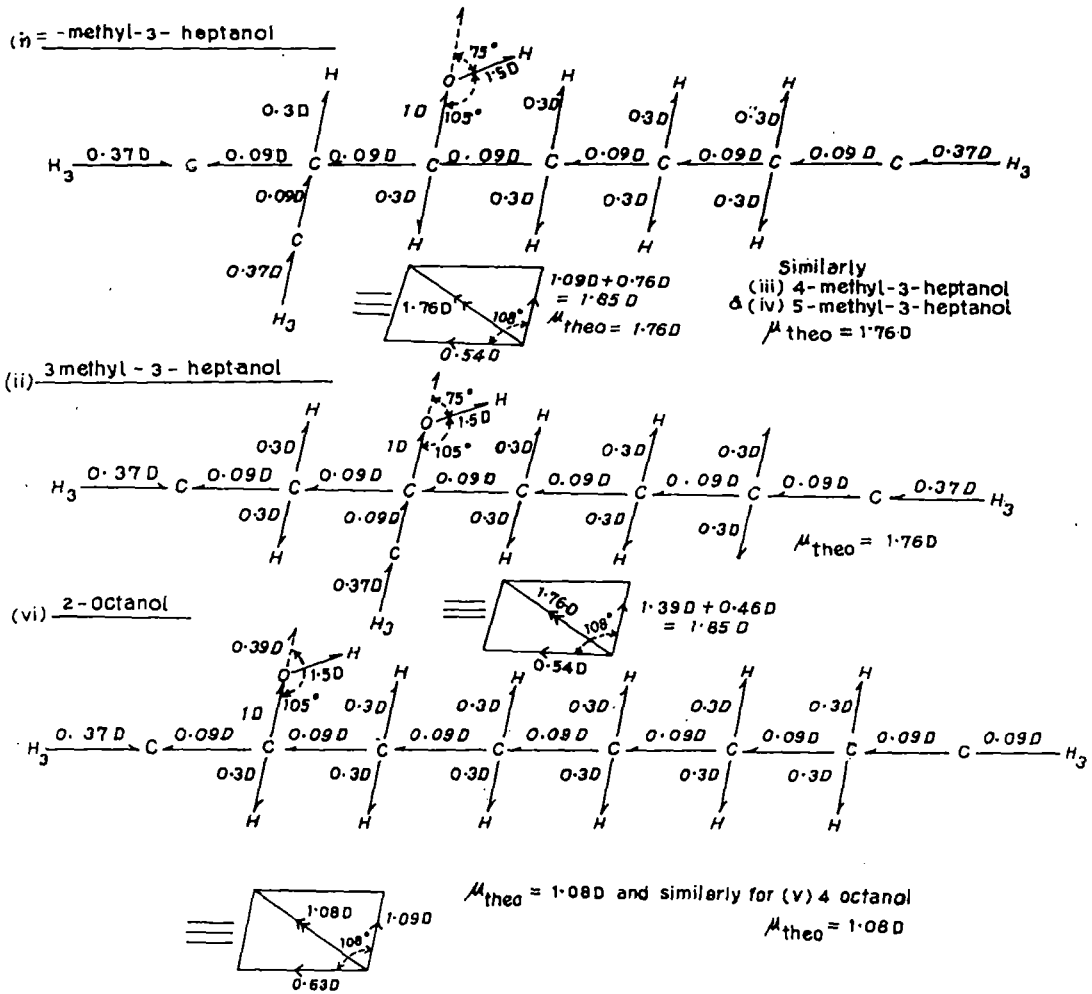 (i) = -methyl-3- heptanol
75°
O H
1.5D
H H H H
0.3D 1D 105° 0.3D 0.3D 0.3D
H3 0.37D C 0.09D C 0.09D C 0.09D C 0.09D C 0.09D C 0.09D C 0.37D H3
0.09D 0.3D 0.3D 0.3D 0.3D
C H H H H
0.37D
H3
1.76D 108° 0.54D
1.09D+0.76D
= 1.85D
μtheo = 1.76D
Similarly
(iii) 4-methyl-3-heptanol
& (iv) 5-methyl-3-heptanol
μtheo = 1.76D
(ii) 3methyl - 3 - heptanol
75°
O H
1.5D
H H H
0.3D 1D 105° 0.3D 0.3D 0.3D
H3 0.37D C 0.09D C 0.09D C 0.09D C 0.09D C 0.09D C 0.09D C 0.37D H3
0.3D 0.09D 0.3D 0.3D 0.3D
H C H H
μtheo = 1.76D
0.37D
H3
1.76D 108° 0.54D
1.39D + 0.46D
= 1.85D
(vi) 2-Octanol
0.39D
O H
1.5D
105°
H H H H H
1D 0.3D 0.3D 0.3D 0.3D 0.3D
H3 0.37D C 0.09D C 0.09D C 0.09D C 0.08D C 0.09D C 0.09D C 0.09D C 0.09D H3
0.3D 0.3D 0.3D 0.3D 0.3D 0.3D
H H H H H H
1.08D 108° 1.09D
0.63D
μtheo = 1.08D and similarly for (v) 4 octanol
μtheo = 1.08D